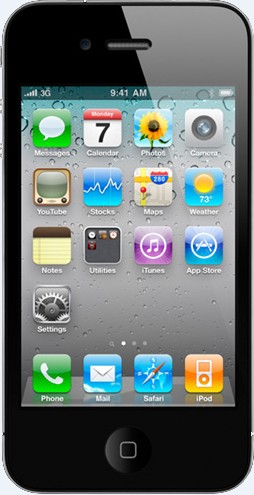 3G 9:41 AM
Monday
7
280
73°
Messages Calendar Photos Camera
YouTube Stocks Maps Weather
Notes Utilities iTunes App Store
Settings
Phone Mail Safari iPod